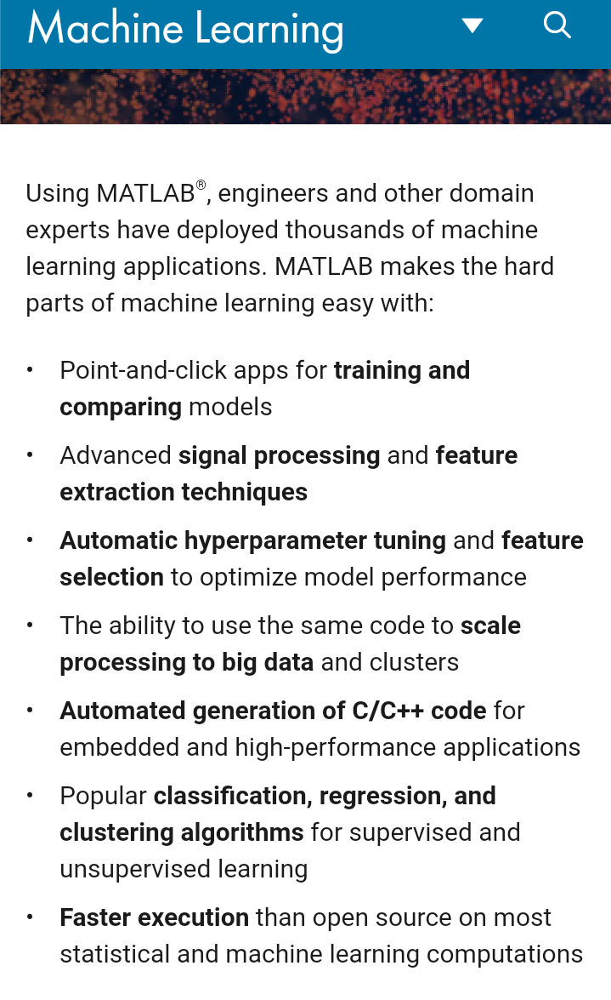 Machine Learning
Using MATLAB®, engineers and other domain
experts have deployed thousands of machine
learning applications. MATLAB makes the hard
parts of machine learning easy with:
• Point-and-click apps for training and
comparing models
• Advanced signal processing and feature
extraction techniques
• Automatic hyperparameter tuning and feature
selection to optimize model performance
• The ability to use the same code to scale
processing to big data and clusters
• Automated generation of C/C++ code for
embedded and high-performance applications
• Popular classification, regression, and
clustering algorithms for supervised and
unsupervised learning
• Faster execution than open source on most
statistical and machine learning computations